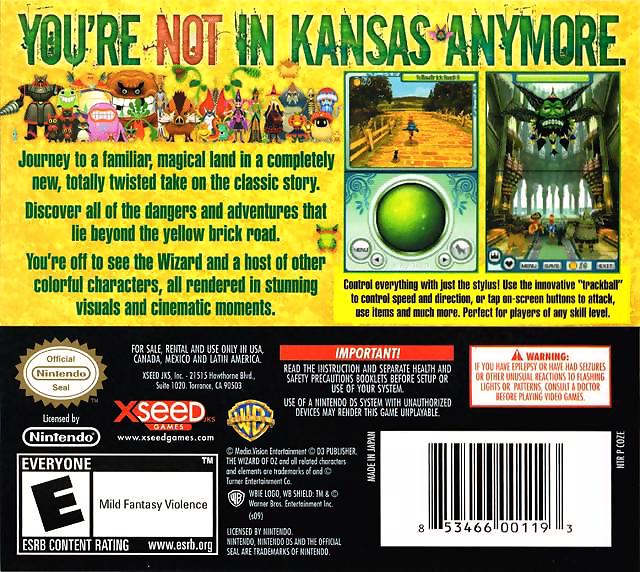 YOU'RE NOT IN KANSAS ANYMORE.
Journey to a familiar, magical land in a completely
new, totally twisted take on the classic story.
Discover all of the dangers and adventures that
lie beyond the yellow brick road.
You're off to see the Wizard and a host of other
colorful characters, all rendered in stunning
visuals and cinematic moments.
MENU
MENU
EXIT
Control everything with just the stylus! Use the innovative "trackball"
to control speed and direction, or tap on-screen buttons to attack,
use items and much more. Perfect for players of any skill level.
Official
Nintendo
Seal
TM
Licensed by
Nintendo
FOR SALE, RENTAL AND USE ONLY IN USA,
CANADA, MEXICO AND LATIN AMERICA.
XSEED JKS, Inc. - 21515 Hawthorne Blvd.,
Suite 1020, Torrance, CA 90503
XSEED JKS
GAMES
www.xseedgames.com
WB
IMPORTANT!
READ THE INSTRUCTION AND SEPARATE HEALTH AND
SAFETY PRECAUTIONS BOOKLETS BEFORE SETUP OR
USE OF YOUR SYSTEM.
USE OF A NINTENDO DS SYSTEM WITH UNAUTHORIZED
DEVICES MAY RENDER THIS GAME UNPLAYABLE.
WARNING:
IF YOU HAVE EPILEPSY OR HAVE HAD SEIZURES
OR OTHER UNUSUAL REACTIONS TO FLASHING
LIGHTS OR PATTERNS, CONSULT A DOCTOR
BEFORE PLAYING VIDEO GAMES.
EVERYONE TM
E
Mild Fantasy Violence
ESRB CONTENT RATING www.esrb.org
© Media.Vision Entertainment © D3 PUBLISHER.
THE WIZARD OF OZ and all related characters
and elements are trademarks of and ©
Turner Entertainment Co.
WB
WBIE LOGO, WB SHIELD: TM & ©
Warner Bros. Entertainment Inc.
(s09)
LICENSED BY NINTENDO.
NINTENDO, NINTENDO DS AND THE OFFICIAL
SEAL ARE TRADEMARKS OF NINTENDO.
MADE IN JAPAN
8 53466 00119 3
NTR P COZE